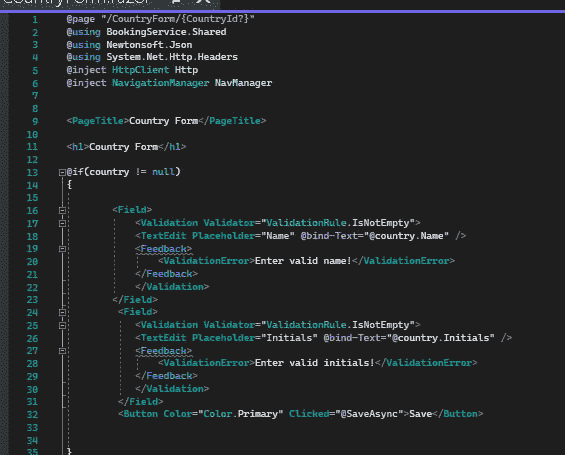 CountryForm.razor
1 @page "/CountryForm/{CountryId?}"
2 @using BookingService.Shared
3 @using Newtonsoft.Json
4 @using System.Net.Http.Headers
5 @inject HttpClient Http
6 @inject NavigationManager NavManager
7
8
9 <PageTitle>Country Form</PageTitle>
10
11 <h1>Country Form</h1>
12
13 @if(country != null)
14 {
15
16 <Field>
17 <Validation Validator="ValidationRule.IsNotEmpty">
18 <TextEdit Placeholder="Name" @bind-Text="@country.Name" />
19 <Feedback>
20 <ValidationError>Enter valid name!</ValidationError>
21 </Feedback>
22 </Validation>
23 </Field>
24 <Field>
25 <Validation Validator="ValidationRule.IsNotEmpty">
26 <TextEdit Placeholder="Initials" @bind-Text="@country.Initials" />
27 <Feedback>
28 <ValidationError>Enter valid initials!</ValidationError>
29 </Feedback>
30 </Validation>
31 </Field>
32 <Button Color="Color.Primary" Clicked="@SaveAsync">Save</Button>
33
34
35 }